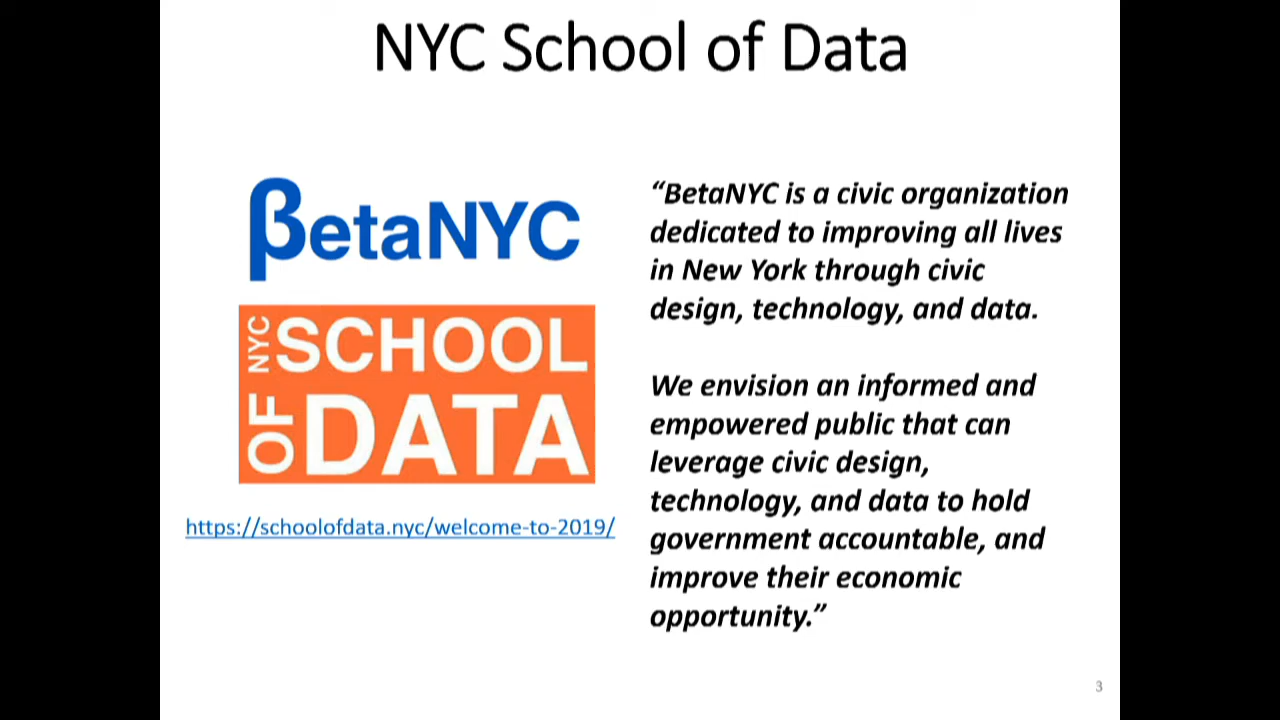 NYC School of Data
βetaNYC
NYC SCHOOL
OF DATA
https://schoolofdata.nyc/welcome-to-2019/
“BetaNYC is a civic organization
dedicated to improving all lives
in New York through civic
design, technology, and data.
We envision an informed and
empowered public that can
leverage civic design,
technology, and data to hold
government accountable, and
improve their economic
opportunity.”
3